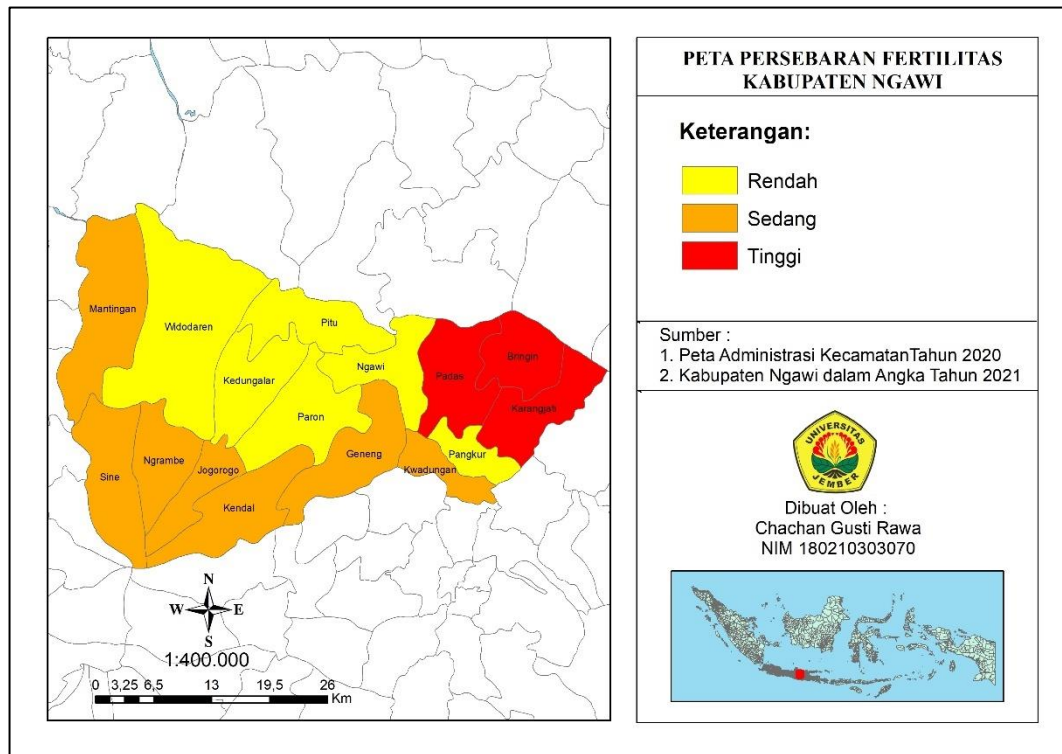 PETA PERSEBARAN FERTILITAS
KABUPATEN NGAWI
Keterangan:
Rendah
Sedang
Tinggi
Sumber :
1. Peta Administrasi KecamatanTahun 2020
2. Kabupaten Ngawi dalam Angka Tahun 2021
UNIVERSITAS
JEMBER
Dibuat Oleh :
Chachan Gusti Rawa
NIM 180210303070
Mantingan
Widodaren
Pitu
Kedungalar
Ngawi
Paron
Padas
Bringin
Karangjati
Sine
Ngrambe
Jogorogo
Kendal
Geneng
Kwadungan
Pangkur
N
W E
S
1:400.000
0 3,25 6,5 13 19,5 26
Km